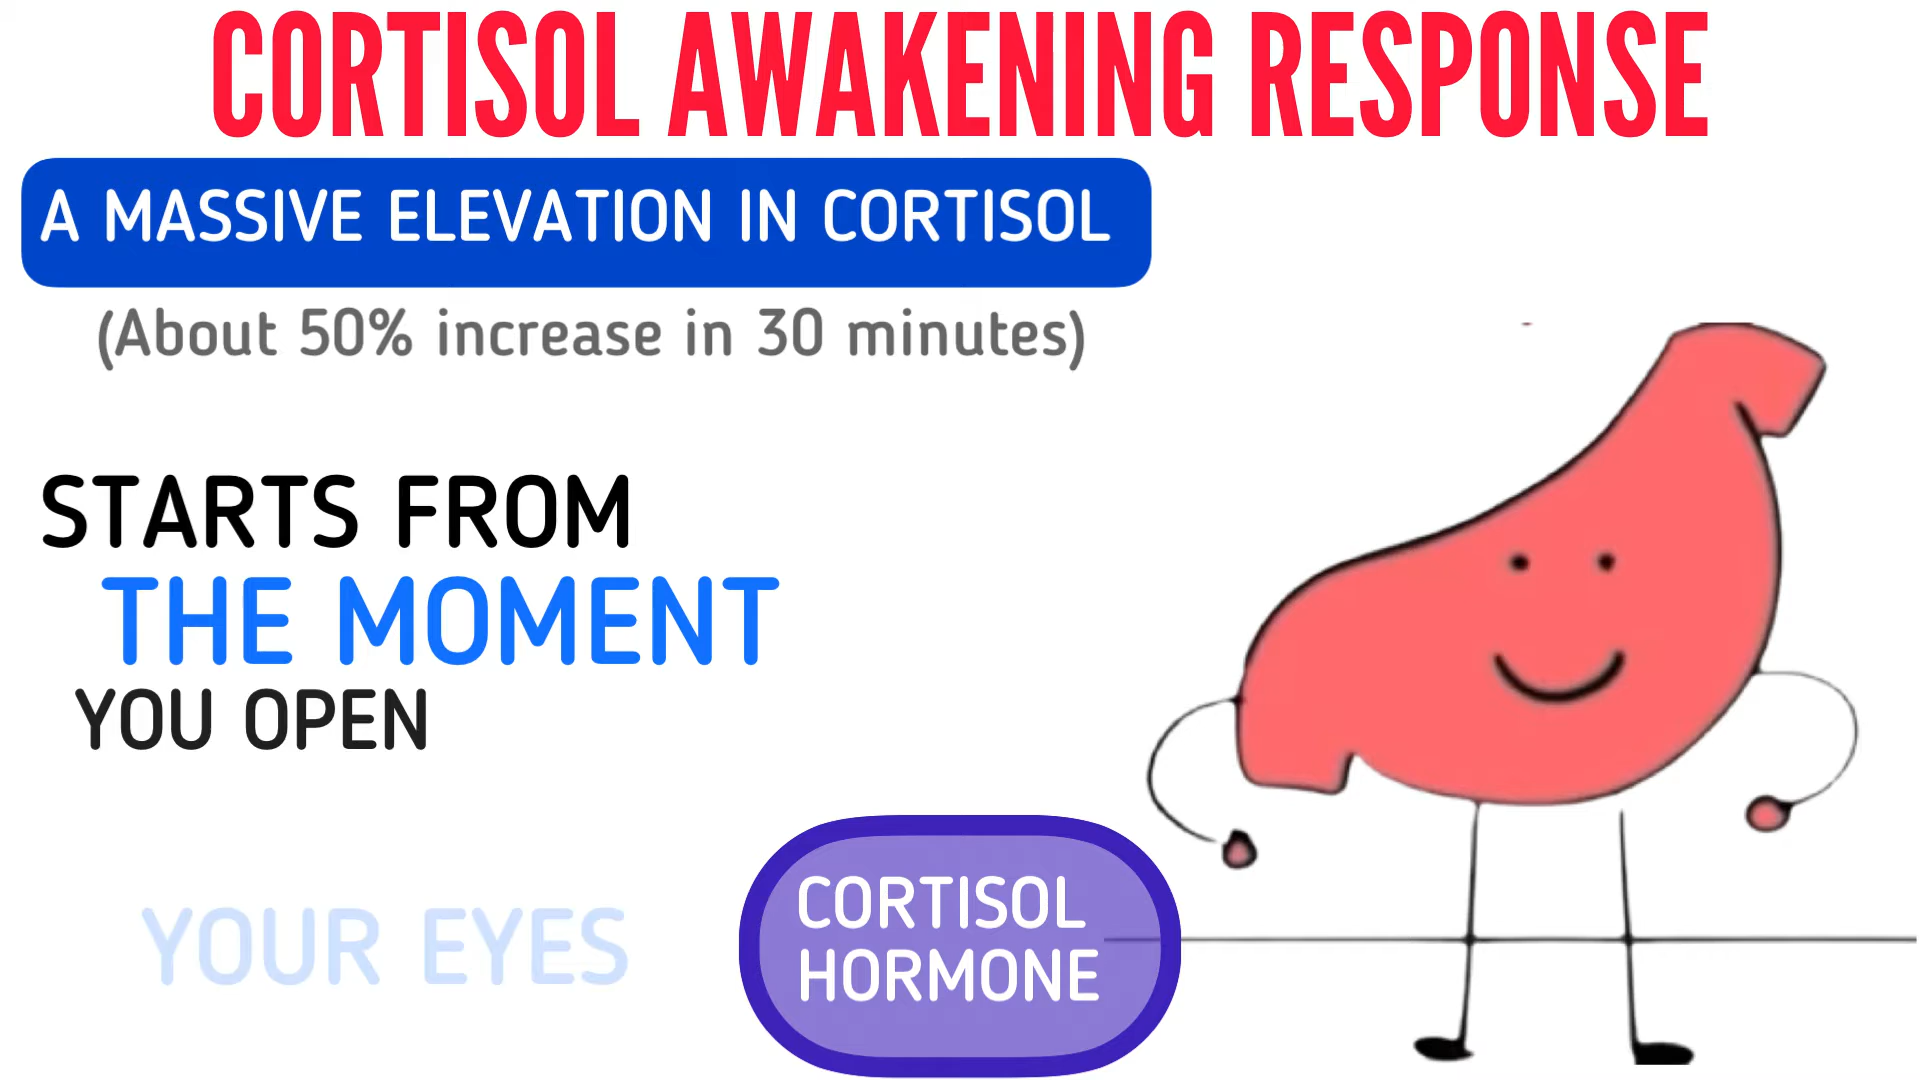 CORTISOL AWAKENING RESPONSE
A MASSIVE ELEVATION IN CORTISOL
(About 50% increase in 30 minutes)
STARTS FROM
THE MOMENT
YOU OPEN
YOUR EYES
CORTISOL
HORMONE